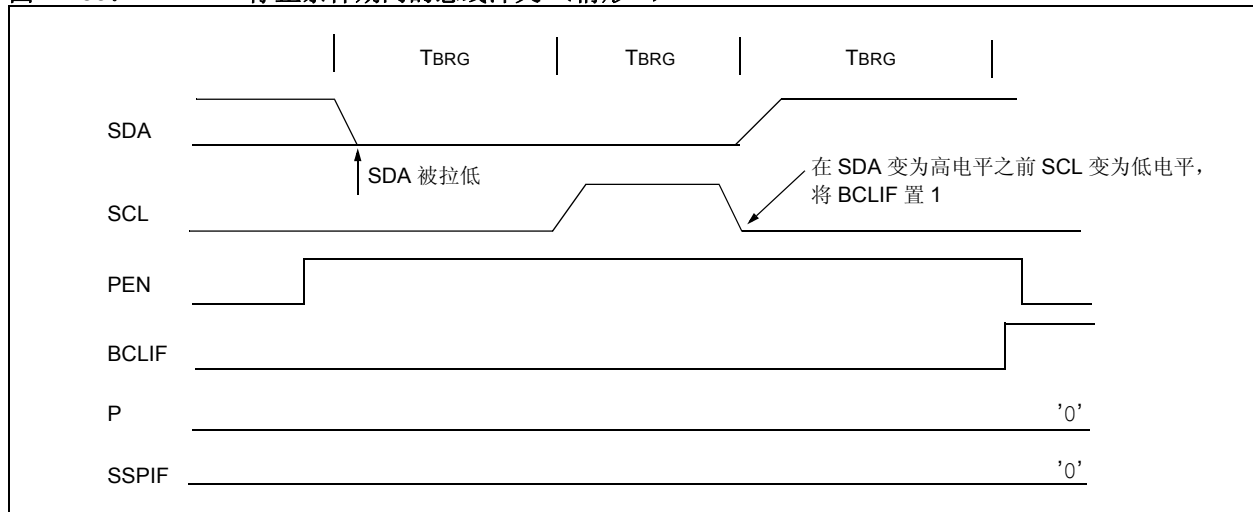 TBRG TBRG TBRG
SDA
SDA 被拉低
在 SDA 变为高电平之前 SCL 变为低电平，
将 BCLIF 置 1
SCL
PEN
BCLIF
P
'0'
SSPIF
'0'